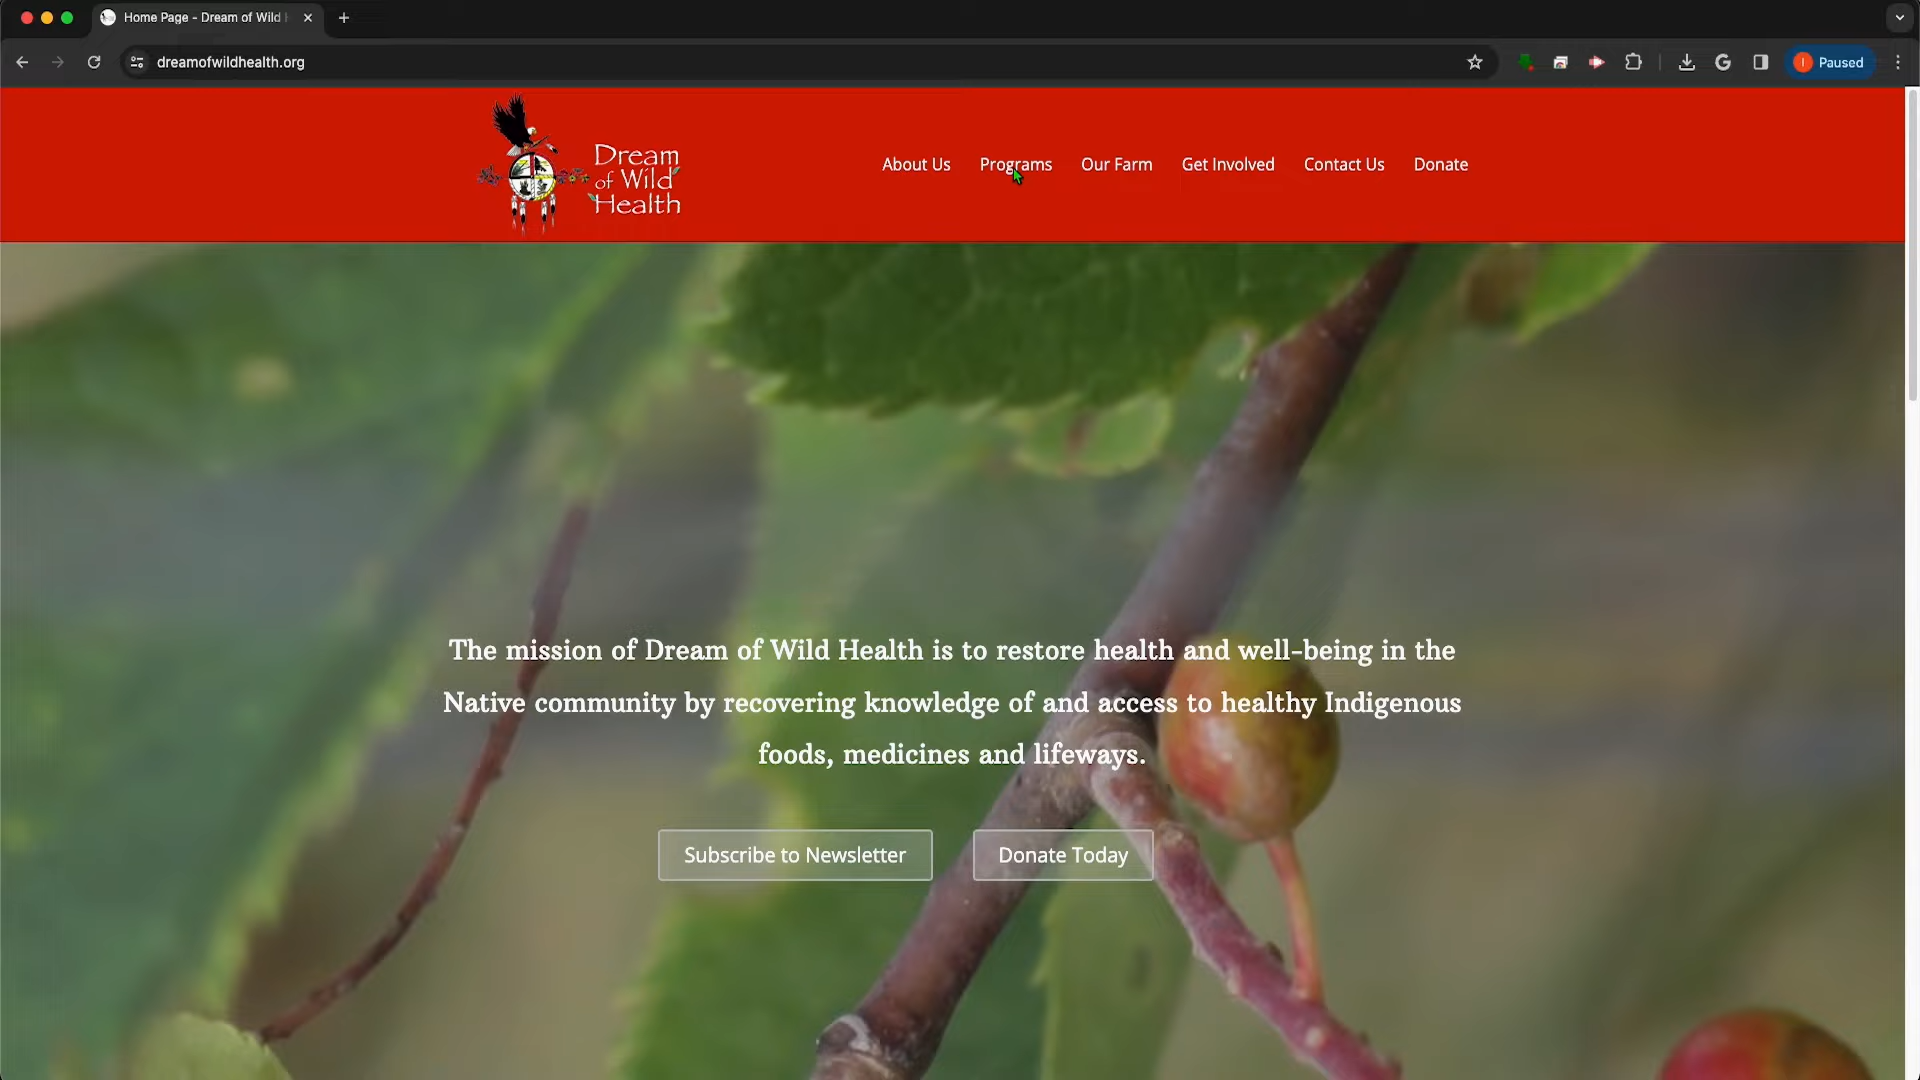 Home Page - Dream of Wild
dreamofwildhealth.org
Paused
Dream
of Wild
Health
About Us
Programs
Our Farm
Get Involved
Contact Us
Donate
The mission of Dream of Wild Health is to restore health and well-being in the
Native community by recovering knowledge of and access to healthy Indigenous
foods, medicines and lifeways.
Subscribe to Newsletter
Donate Today